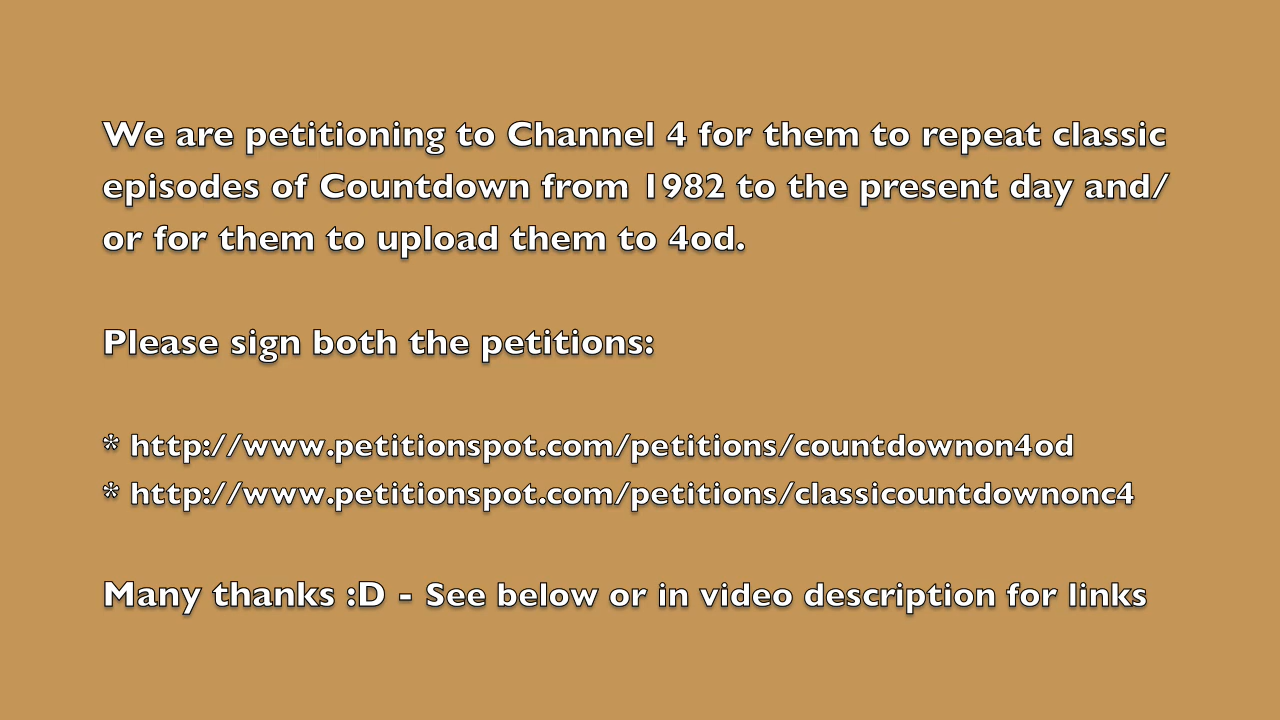 We are petitioning to Channel 4 for them to repeat classic
episodes of Countdown from 1982 to the present day and/
or for them to upload them to 4od.
Please sign both the petitions:
* http://www.petitionspot.com/petitions/countdownon4od
* http://www.petitionspot.com/petitions/classicountdownonc4
Many thanks :D - See below or in video description for links